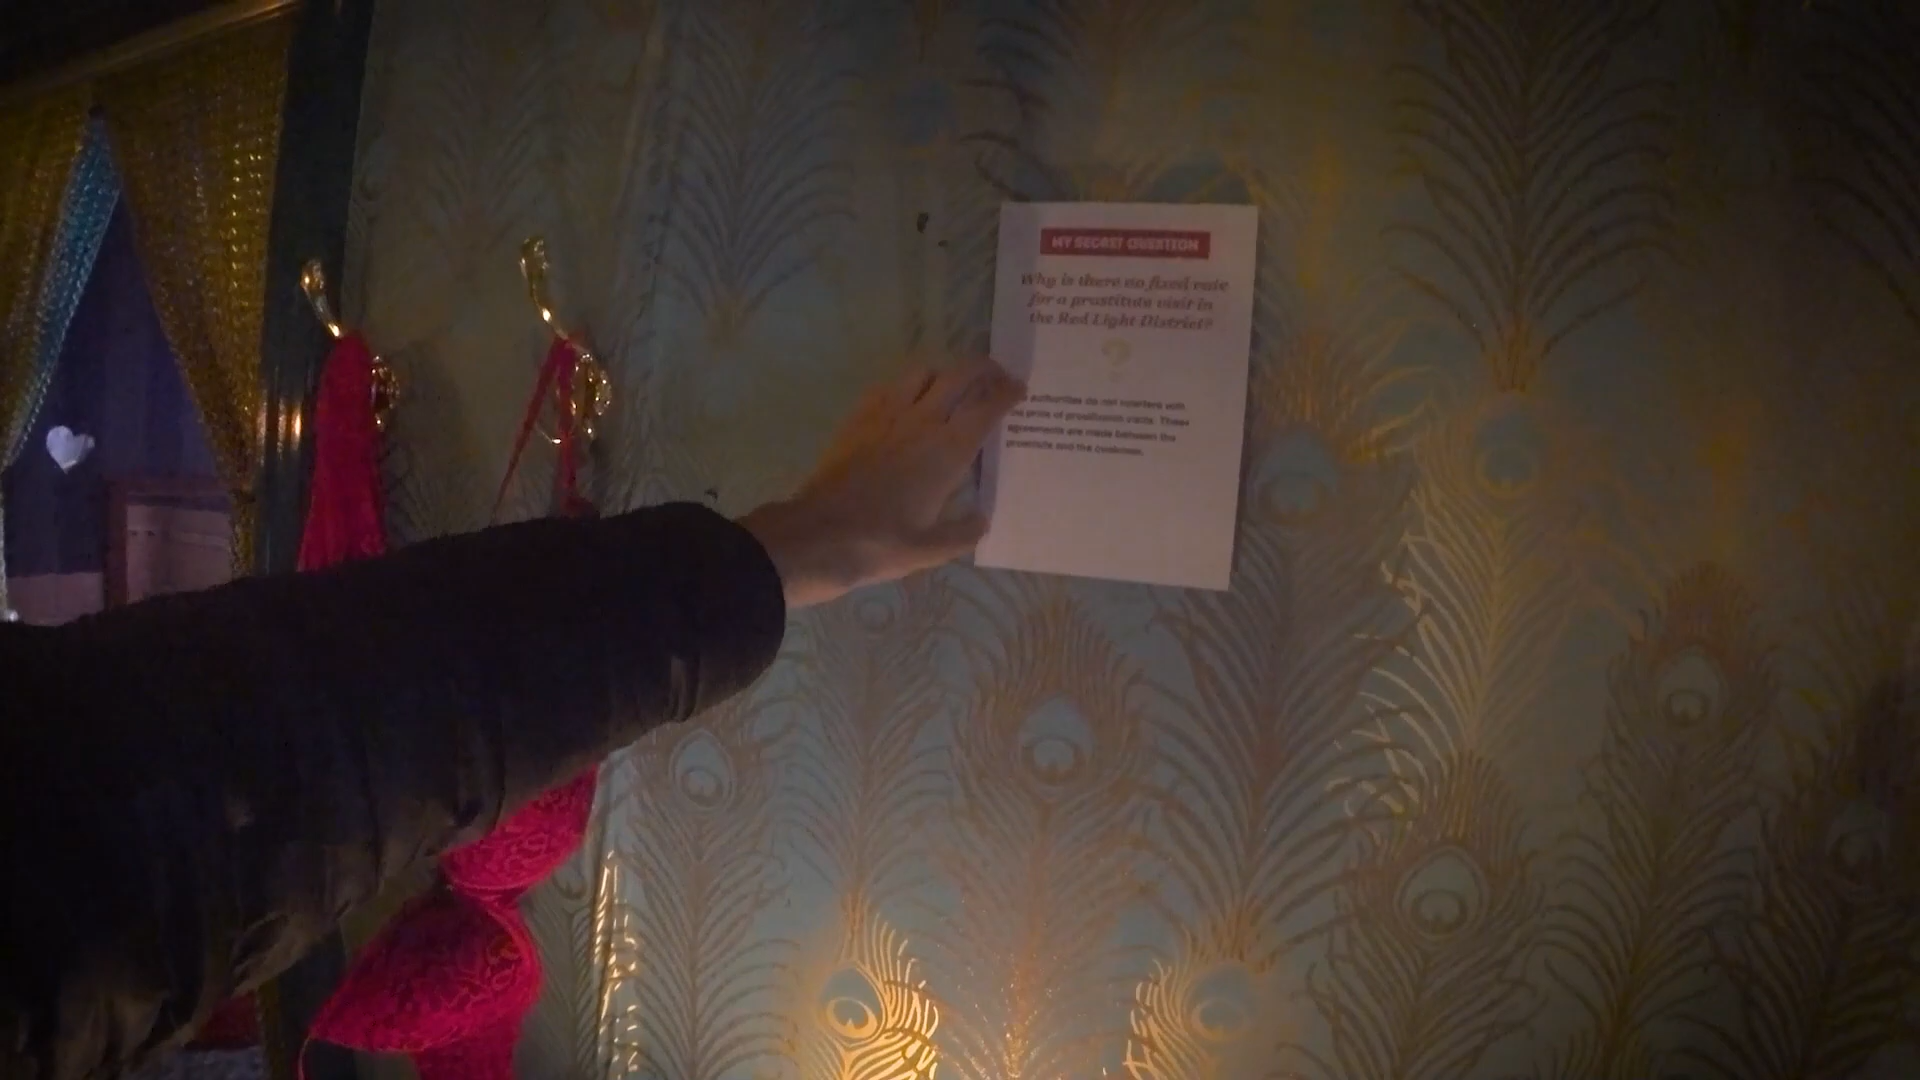 MY SECRET QUESTION
Why is there no fixed rate
for a prostitute visit in
the Red Light District?
?
authorities do not interfere with
the price of prostitution visits. These
agreements are made between the
prostitute and the customer.